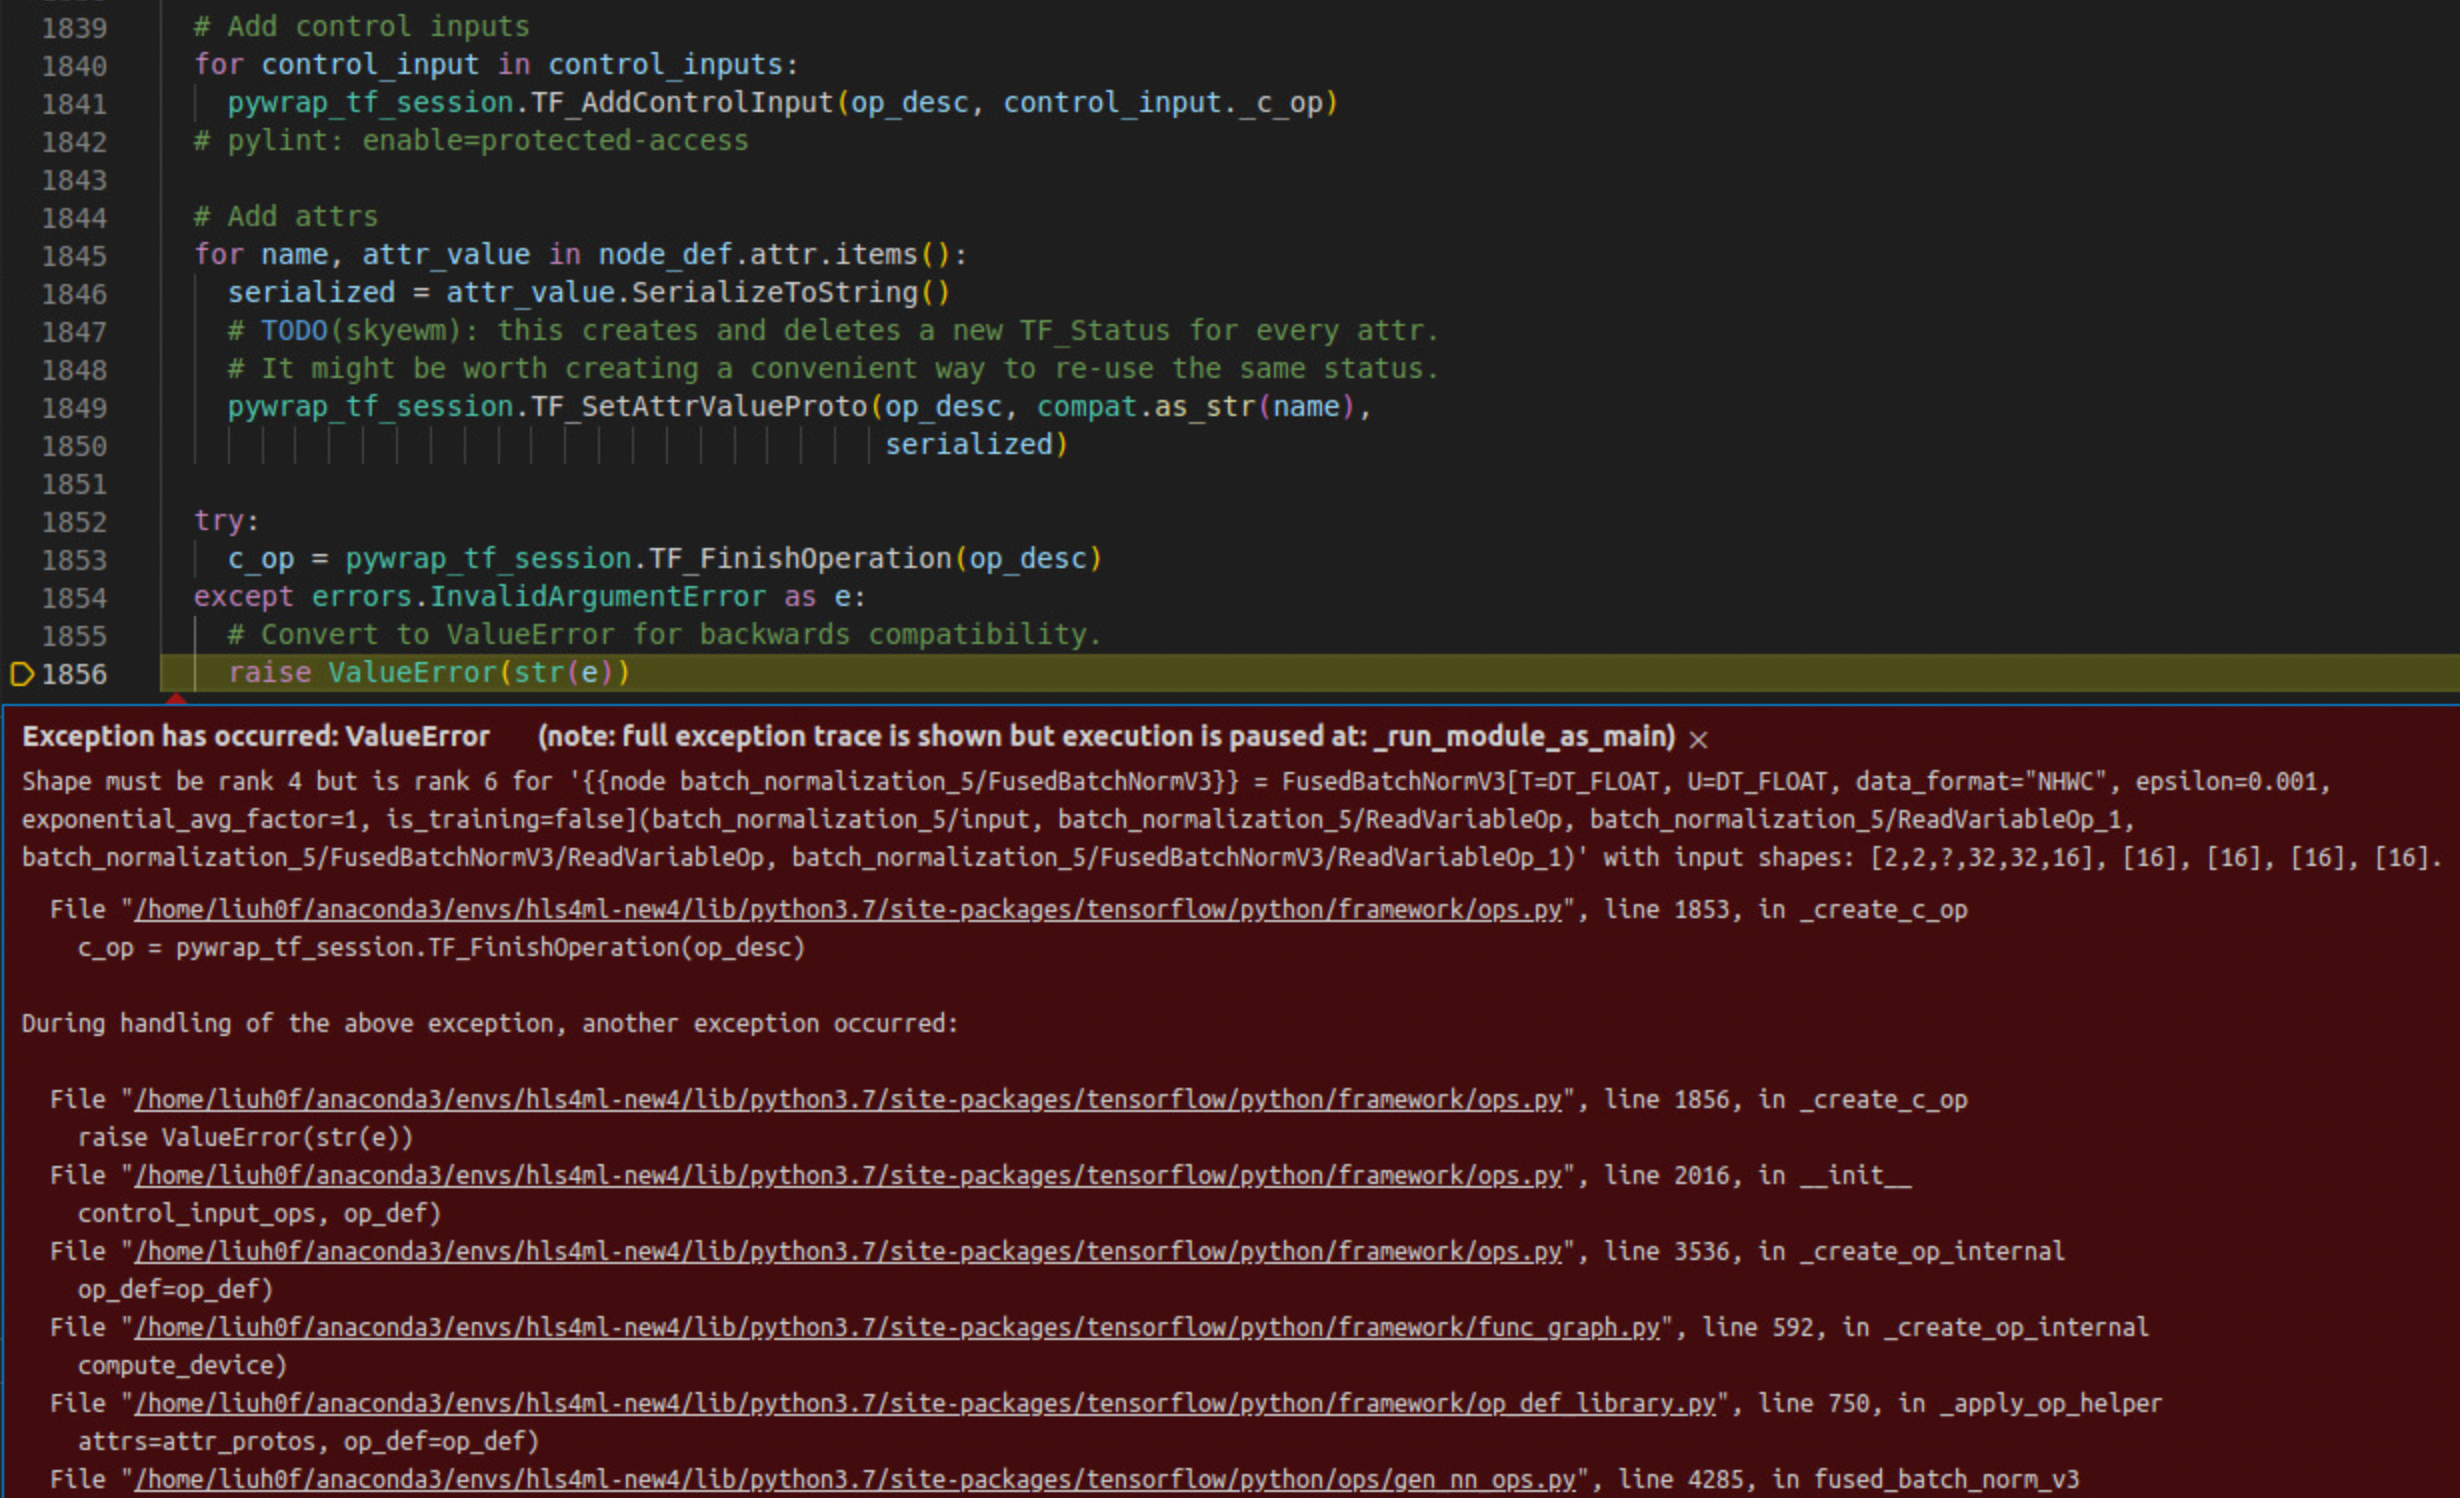 1839 # Add control inputs
1840 for control_input in control_inputs:
1841 pywrap_tf_session.TF_AddControlInput(op_desc, control_input._c_op)
1842 # pylint: enable=protected-access
1843
1844 # Add attrs
1845 for name, attr_value in node_def.attr.items():
1846 serialized = attr_value.SerializeToString()
1847 # TODO(skyewm): this creates and deletes a new TF_Status for every attr.
1848 # It might be worth creating a convenient way to re-use the same status.
1849 pywrap_tf_session.TF_SetAttrValueProto(op_desc, compat.as_str(name),
1850 serialized)
1851
1852 try:
1853 c_op = pywrap_tf_session.TF_FinishOperation(op_desc)
1854 except errors.InvalidArgumentError as e:
1855 # Convert to ValueError for backwards compatibility.
1856 raise ValueError(str(e))
Exception has occurred: ValueError (note: full exception trace is shown but execution is paused at: _run_module_as_main) ×
Shape must be rank 4 but is rank 6 for '{{node batch_normalization_5/FusedBatchNormV3}} = FusedBatchNormV3[T=DT_FLOAT, U=DT_FLOAT, data_format="NHWC", epsilon=0.001,
exponential_avg_factor=1, is_training=false](batch_normalization_5/input, batch_normalization_5/ReadVariableOp, batch_normalization_5/ReadVariableOp_1,
batch_normalization_5/FusedBatchNormV3/ReadVariableOp, batch_normalization_5/FusedBatchNormV3/ReadVariableOp_1)' with input shapes: [2,2,?,32,32,16], [16], [16], [16], [16].
File "/home/liuh0f/anaconda3/envs/hls4ml-new4/lib/python3.7/site-packages/tensorflow/python/framework/ops.py", line 1853, in _create_c_op
c_op = pywrap_tf_session.TF_FinishOperation(op_desc)
During handling of the above exception, another exception occurred:
File "/home/liuh0f/anaconda3/envs/hls4ml-new4/lib/python3.7/site-packages/tensorflow/python/framework/ops.py", line 1856, in _create_c_op
raise ValueError(str(e))
File "/home/liuh0f/anaconda3/envs/hls4ml-new4/lib/python3.7/site-packages/tensorflow/python/framework/ops.py", line 2016, in __init__
control_input_ops, op_def)
File "/home/liuh0f/anaconda3/envs/hls4ml-new4/lib/python3.7/site-packages/tensorflow/python/framework/ops.py", line 3536, in _create_op_internal
op_def=op_def)
File "/home/liuh0f/anaconda3/envs/hls4ml-new4/lib/python3.7/site-packages/tensorflow/python/framework/func_graph.py", line 592, in _create_op_internal
compute_device)
File "/home/liuh0f/anaconda3/envs/hls4ml-new4/lib/python3.7/site-packages/tensorflow/python/framework/op_def_library.py", line 750, in _apply_op_helper
attrs=attr_protos, op_def=op_def)
File "/home/liuh0f/anaconda3/envs/hls4ml-new4/lib/python3.7/site-packages/tensorflow/python/ops/gen_nn_ops.py", line 4285, in fused_batch_norm_v3